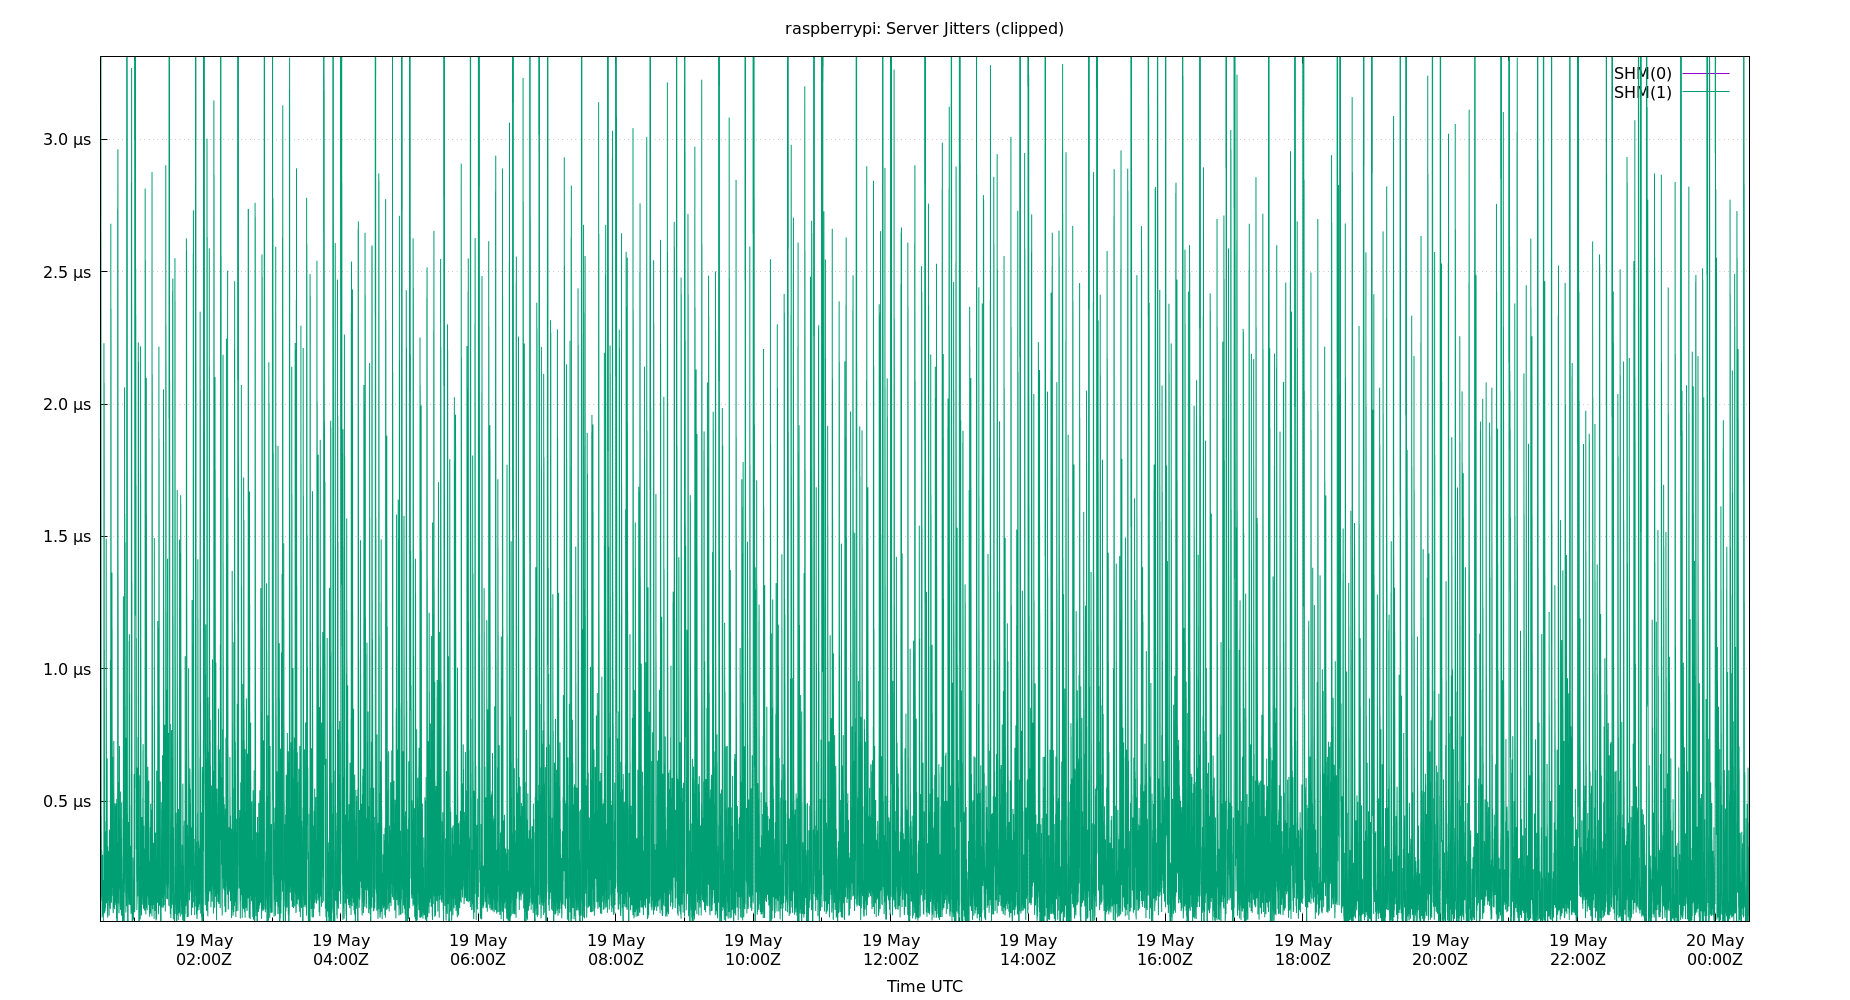 raspberrypi: Server Jitters (clipped)
SHM(0)
SHM(1)
3.0 µs
2.5 µs
2.0 µs
1.5 µs
1.0 µs
0.5 µs
19 May 19 May 19 May 19 May 19 May 19 May 19 May 19 May 19 May 19 May 19 May 20 May
02:00Z 04:00Z 06:00Z 08:00Z 10:00Z 12:00Z 14:00Z 16:00Z 18:00Z 20:00Z 22:00Z 00:00Z
Time UTC